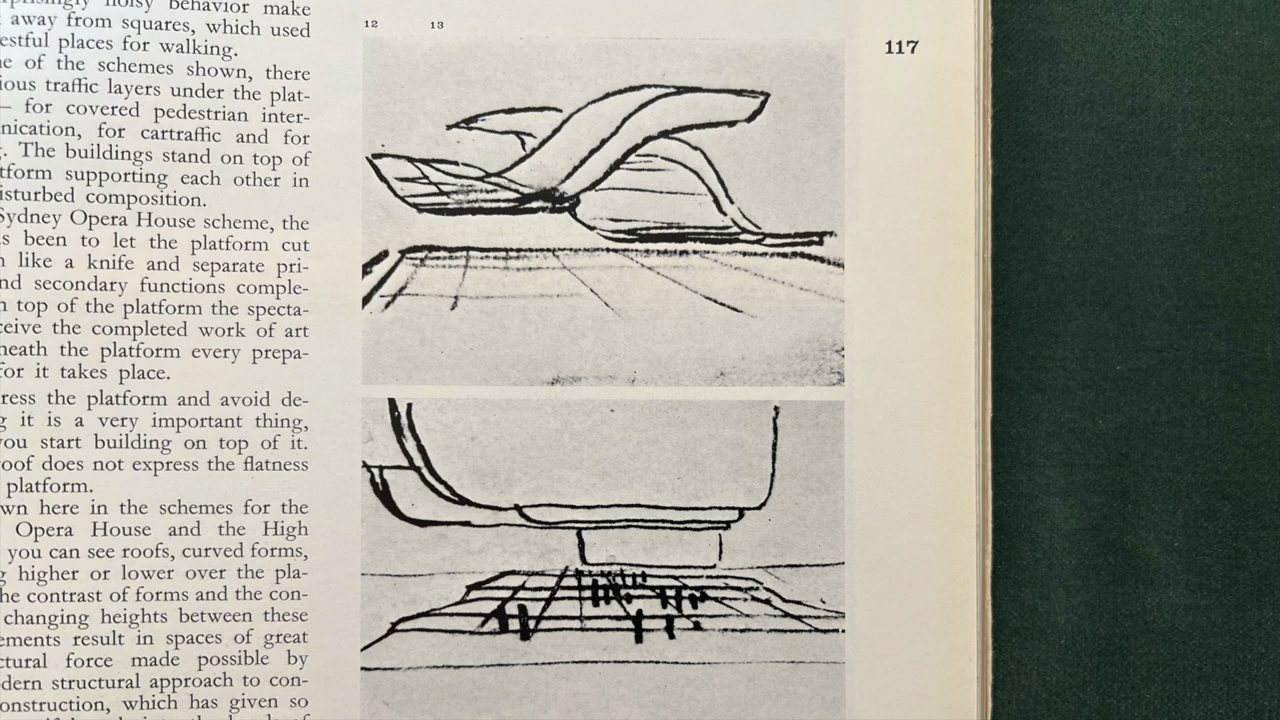 noisy behavior make
away from squares, which used
estful places for walking.
e of the schemes shown, there
ious traffic layers under the plat-
— for covered pedestrian inter-
nication, for cartraffic and for
. The buildings stand on top of
tform supporting each other in
isturbed composition.
Sydney Opera House scheme, the
s been to let the platform cut
h like a knife and separate pri-
nd secondary functions comple-
n top of the platform the specta-
ceive the completed work of art
neath the platform every prepa-
for it takes place.
ress the platform and avoid de-
g it is a very important thing,
you start building on top of it.
oof does not express the flatness
platform.
wn here in the schemes for the
Opera House and the High
you can see roofs, curved forms,
g higher or lower over the pla-
he contrast of forms and the con-
changing heights between these
ements result in spaces of great
ctural force made possible by
dern structural approach to con-
onstruction, which has given so
12 13
117